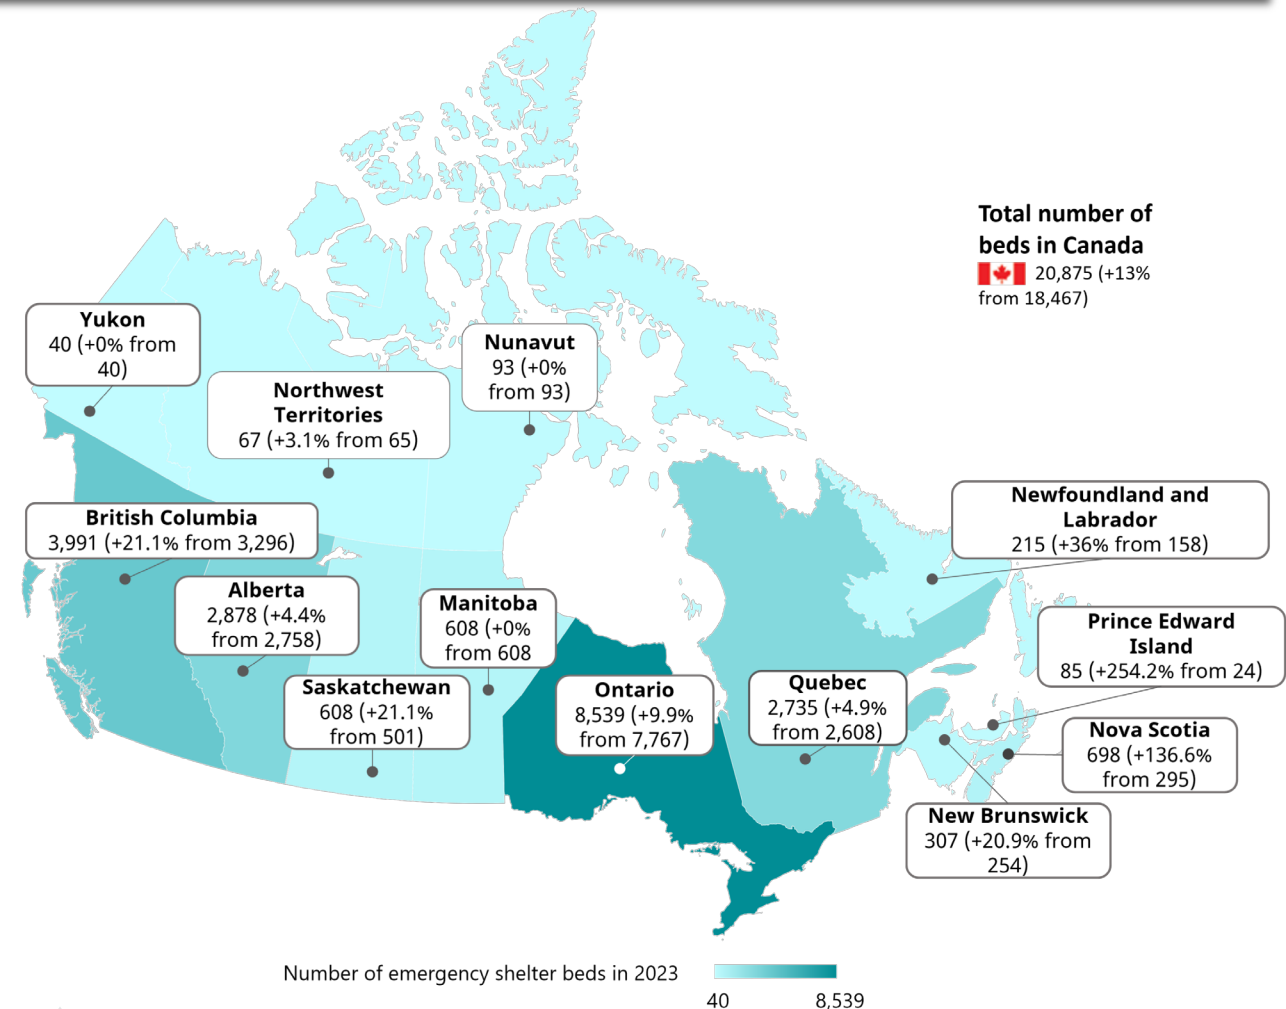 Total number of
beds in Canada
20,875 (+13%
from 18,467)
Yukon
40 (+0% from
40)
Nunavut
93 (+0%
from 93)
Northwest
Territories
67 (+3.1% from 65)
Newfoundland and
Labrador
215 (+36% from 158)
British Columbia
3,991 (+21.1% from 3,296)
Alberta
2,878 (+4.4%
from 2,758)
Manitoba
608 (+0%
from 608
Prince Edward
Island
85 (+254.2% from 24)
Saskatchewan
608 (+21.1%
from 501)
Ontario
8,539 (+9.9%
from 7,767)
Quebec
2,735 (+4.9%
from 2,608)
Nova Scotia
698 (+136.6%
from 295)
New Brunswick
307 (+20.9% from
254)
Number of emergency shelter beds in 2023
40
8,539